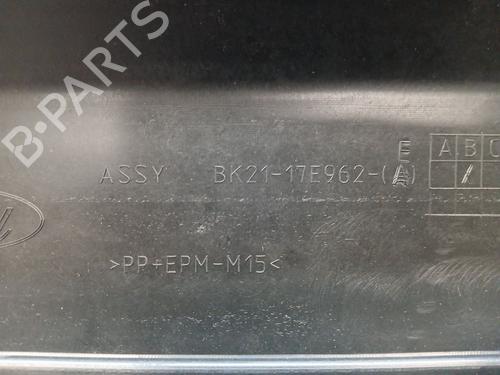 B-PARTS
E
A B C
ASSY BK21-17E962-(A)
>PP+EPM-M15<